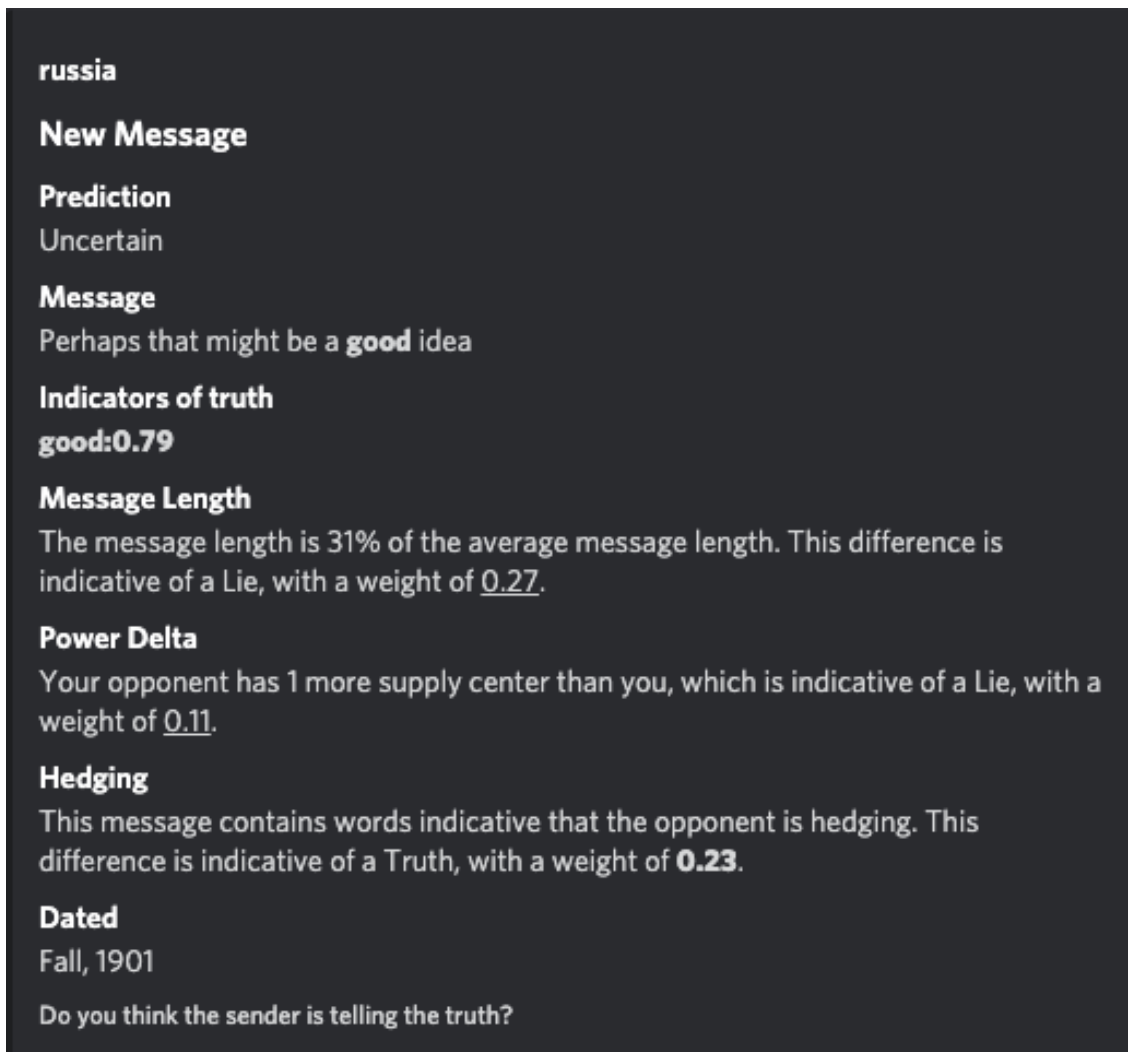 russia
New Message
Prediction
Uncertain
Message
Perhaps that might be a good idea
Indicators of truth
good:0.79
Message Length
The message length is 31% of the average message length. This difference is
indicative of a Lie, with a weight of 0.27.
Power Delta
Your opponent has 1 more supply center than you, which is indicative of a Lie, with a
weight of 0.11.
Hedging
This message contains words indicative that the opponent is hedging. This
difference is indicative of a Truth, with a weight of 0.23.
Dated
Fall, 1901
Do you think the sender is telling the truth?